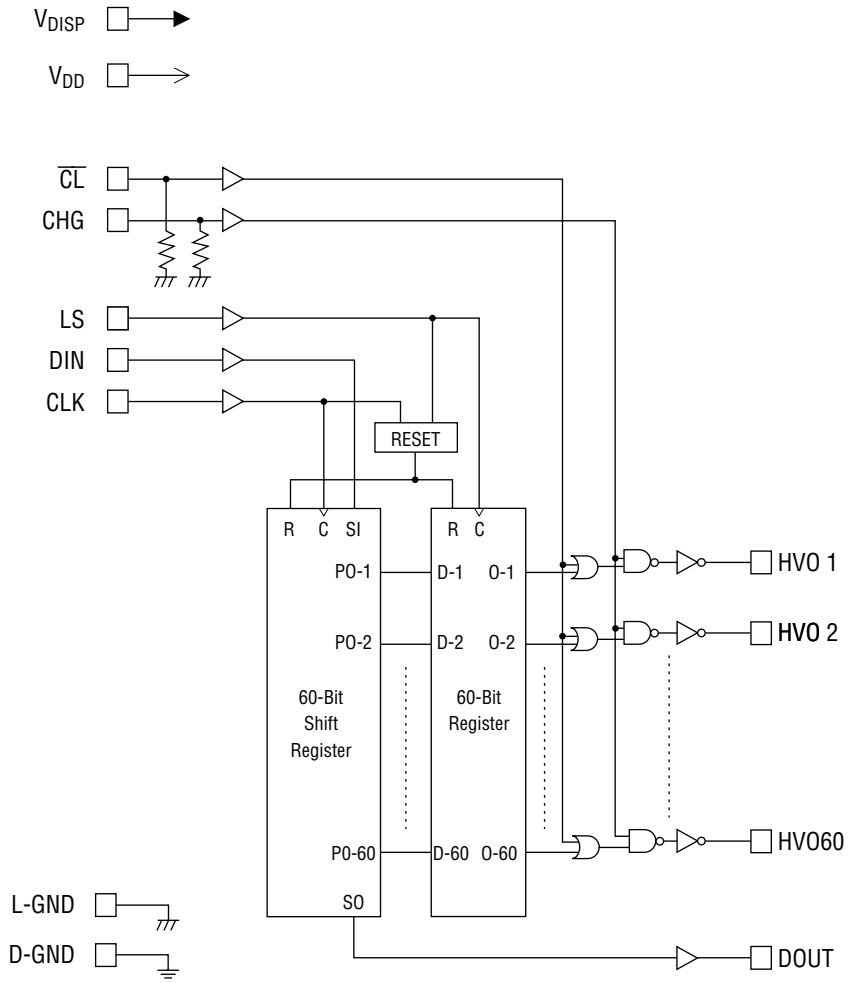 VDISP
VDD
CL
CHG
LS
DIN
CLK
RESET
R C SI
R C
PO-1
D-1 O-1
HVO 1
PO-2
D-2 O-2
HVO 2
60-Bit
Shift
Register
60-Bit
Register
P0-60
D-60 O-60
HVO60
SO
L-GND
D-GND
DOUT